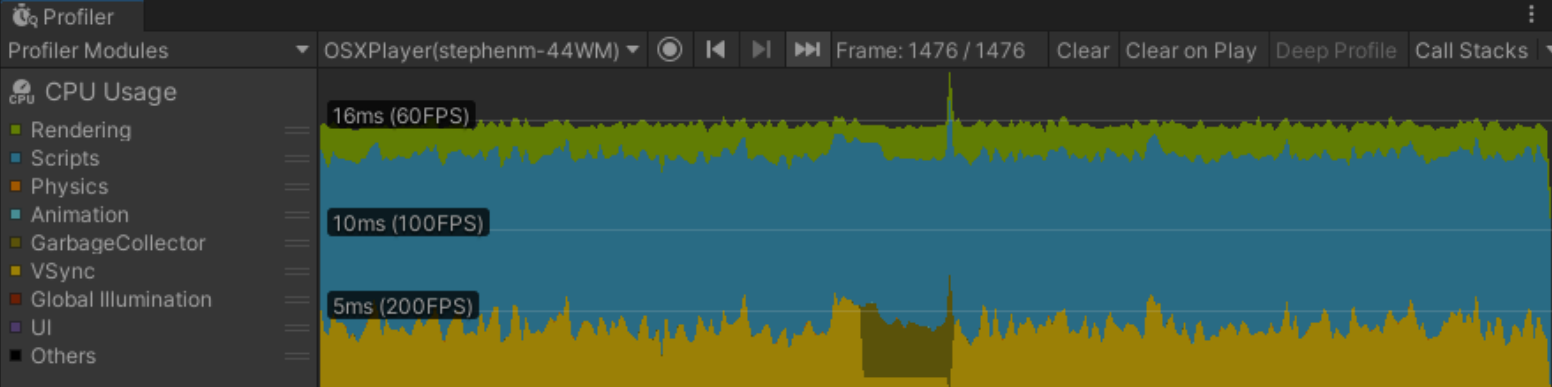 Profiler
Profiler Modules OSXPlayer(stephenm-44WM) Frame: 1476 / 1476 Clear Clear on Play Deep Profile Call Stacks
CPU CPU Usage
Rendering
Scripts
Physics
Animation
GarbageCollector
VSync
Global Illumination
UI
Others
16ms (60FPS)
10ms (100FPS)
5ms (200FPS)